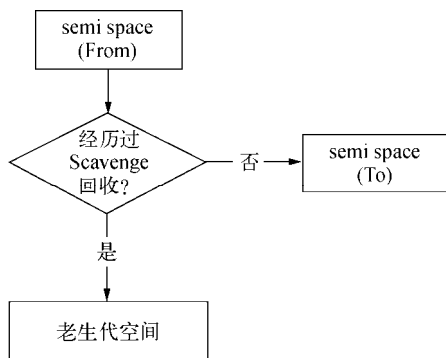 semi space
(From)
经历过
Scavenge
回收?
否
semi space
(To)
是
老生代空间